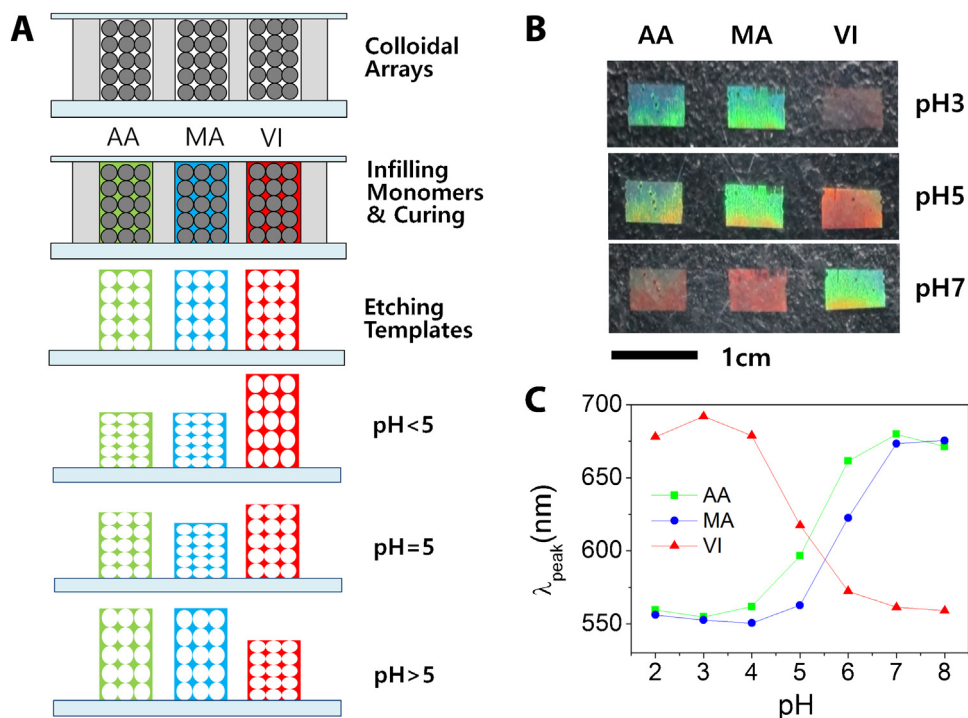 A
Colloidal
Arrays
AA MA VI
Infilling
Monomers
& Curing
Etching
Templates
pH<5
pH=5
pH>5
B
AA MA VI
pH3
pH5
pH7
1cm
C
700
650
600
550
λpeak(nm)
AA
MA
VI
2 3 4 5 6 7 8
pH